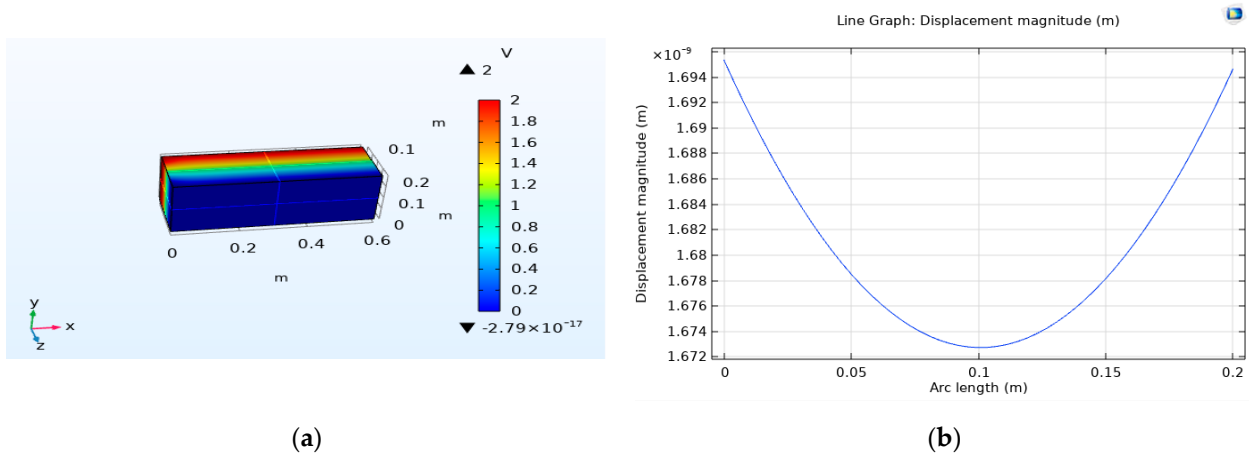 V
▲ 2
2
1.8
1.6
1.4
1.2
1
0.8
0.6
0.4
0.2
0
▼ -2.79×10⁻¹⁷
m
0.1
0.2
0.1
m
0
0
0.2
0.4
0.6
m
y
x
z
(a)
Line Graph: Displacement magnitude (m)
×10⁻⁹
1.694
1.692
1.69
1.688
1.686
1.684
1.682
1.68
1.678
1.676
1.674
1.672
Displacement magnitude (m)
0 0.05 0.1 0.15 0.2
Arc length (m)
(b)